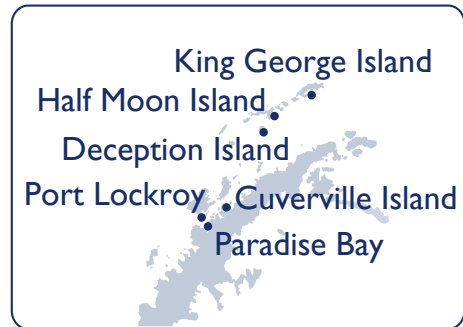 King George Island
Half Moon Island
Deception Island
Port Lockroy
Cuverville Island
Paradise Bay